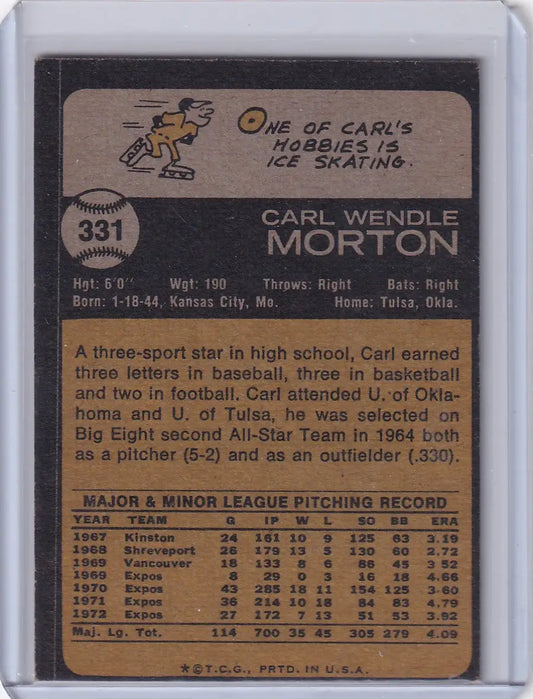 ONE OF CARL'S
HOBBIES IS
ICE SKATING.
331
CARL WENDLE
MORTON
Hgt: 6'0" Wgt: 190 Throws: Right Bats: Right
Born: 1-18-44, Kansas City, Mo. Home: Tulsa, Okla.
A three-sport star in high school, Carl earned
three letters in baseball, three in basketball
and two in football. Carl attended U. of Okla-
homa and U. of Tulsa, he was selected on
Big Eight second All-Star Team in 1964 both
as a pitcher (5-2) and as an outfielder (.330).
MAJOR & MINOR LEAGUE PITCHING RECORD
YEAR TEAM G IP W L SO BB ERA
1967 Kinston 24 161 10 9 125 63 3.19
1968 Shreveport 26 179 13 5 130 60 2.72
1969 Vancouver 18 133 8 6 86 45 3.52
1969 Expos 8 29 0 3 16 18 4.66
1970 Expos 43 285 18 11 154 125 3.60
1971 Expos 36 214 10 18 84 83 4.79
1972 Expos 27 172 7 13 51 53 3.92
Maj. Lg. Tot. 114 700 35 45 305 279 4.09
*©T.C.G., PRTD. IN U.S.A.